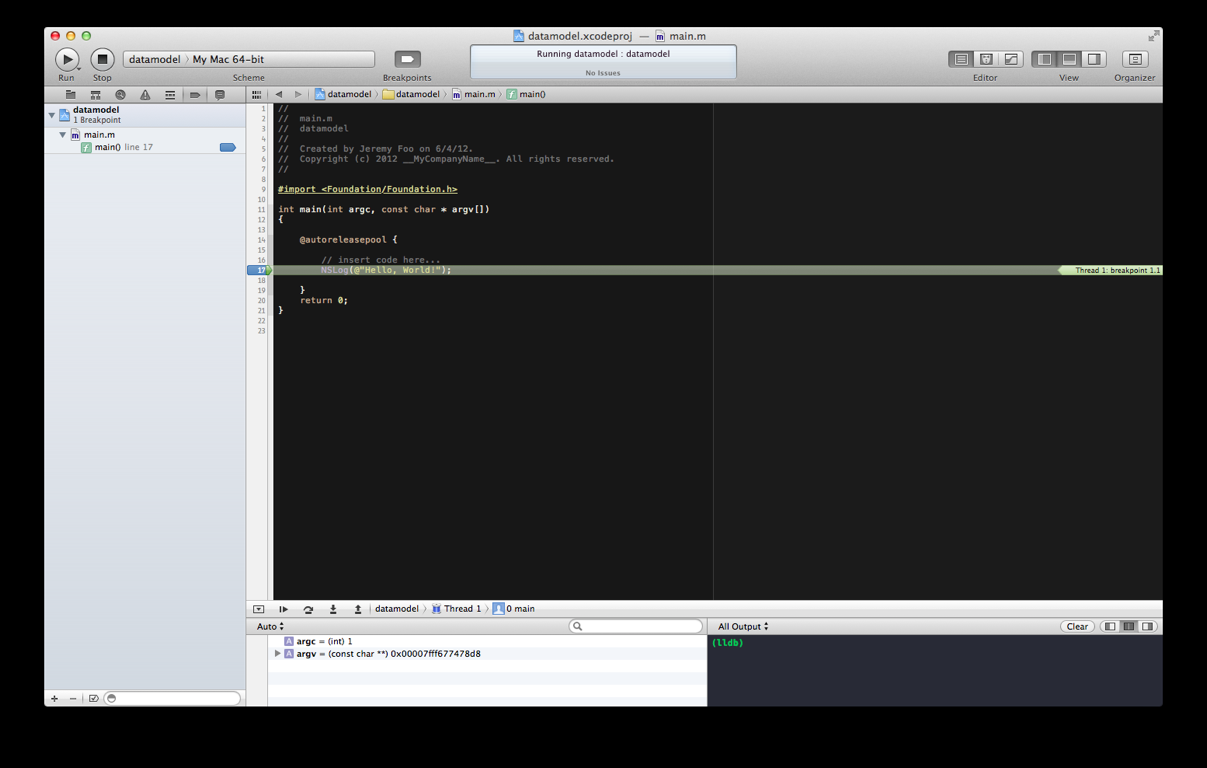 datamodel.xcodeproj — main.m
datamodel 〉 My Mac 64-bit
Running datamodel : datamodel
No Issues
Run
Stop
Scheme
Breakpoints
Editor
View
Organizer
datamodel
1 Breakpoint
main.m
main() line 17
datamodel 〉 datamodel 〉 main.m 〉 main()
1 //
2 //  main.m
3 //  datamodel
4 //
5 //  Created by Jeremy Foo on 6/4/12.
6 //  Copyright (c) 2012 __MyCompanyName__. All rights reserved.
7 //
8
9 #import <Foundation/Foundation.h>
10
11 int main(int argc, const char * argv[])
12 {
13
14     @autoreleasepool {
15
16         // insert code here...
17         NSLog(@"Hello, World!"); Thread 1: breakpoint 1.1
18
19     }
20     return 0;
21 }
22
23
datamodel 〉 Thread 1 〉 0 main
Auto
All Output
Clear
A argc = (int) 1
A argv = (const char **) 0x00007fff677478d8
(lldb)